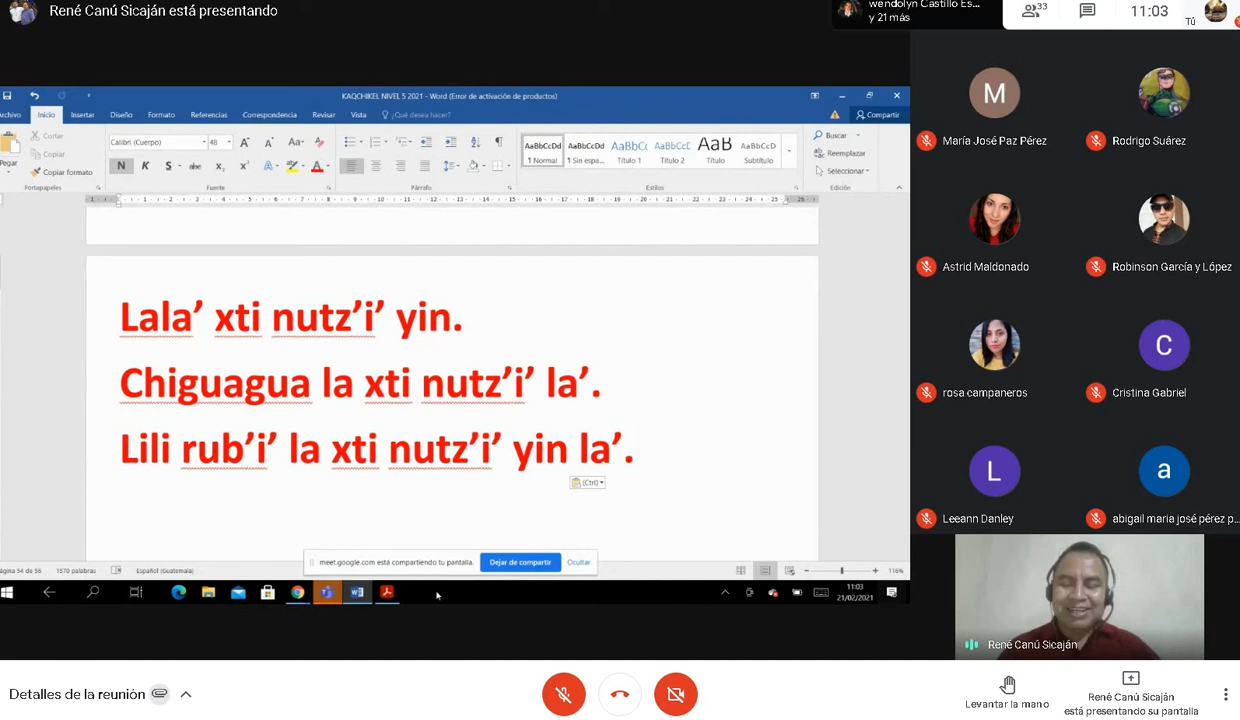 René Canú Sicaján está presentando
wendolyn Castillo Es...
y 21 más
33
11:03
Tú
KAQCHIKEL NIVEL 5 2021 - Word (Error de activación de productos)
Inicio Insertar Diseño Formato Referencias Correspondencia Revisar Vista ¿Qué desea hacer? Compartir
Cortar
Copiar
Copiar formato
Pegar
Portapapeles
Calibri (Cuerpo) 48
N K S abc
Fuente
Párrafo
AaBbCcDd AaBbCcDd AaBbCc AaBbCcE AaB AaBbCcD
1 Normal 1 Sin espa... Título 1 Título 2 Título Subtítulo
Estilos
Buscar
Reemplazar
Seleccionar
Edición
Lala’ xti nutz’i’ yin.
Chiguagua la xti nutz’i’ la’.
Lili rub’i’ la xti nutz’i’ yin la’.
(Ctrl)
meet.google.com está compartiendo tu pantalla. Dejar de compartir Ocultar
54 de 56 1570 palabras Español (Guatemala) 116%
11:03
21/02/2021
M
María José Paz Pérez
Rodrigo Suárez
Astrid Maldonado
Robinson García y López
rosa campaneros
C
Cristina Gabriel
L
Leeann Danley
a
abigail maria josé pérez p...
René Canú Sicaján
Detalles de la reunión
Levantar la mano
René Canú Sicaján
está presentando su pantalla